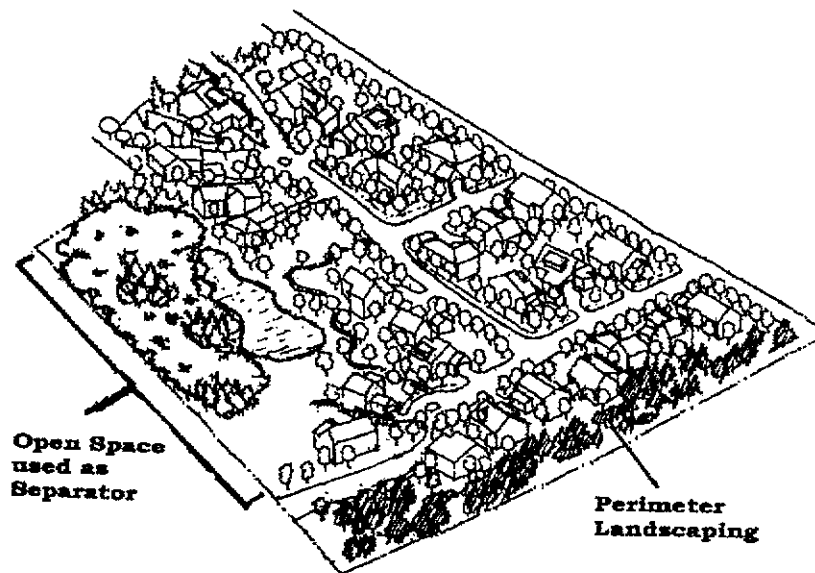 Open Space
used as
Separator
Perimeter
Landscaping